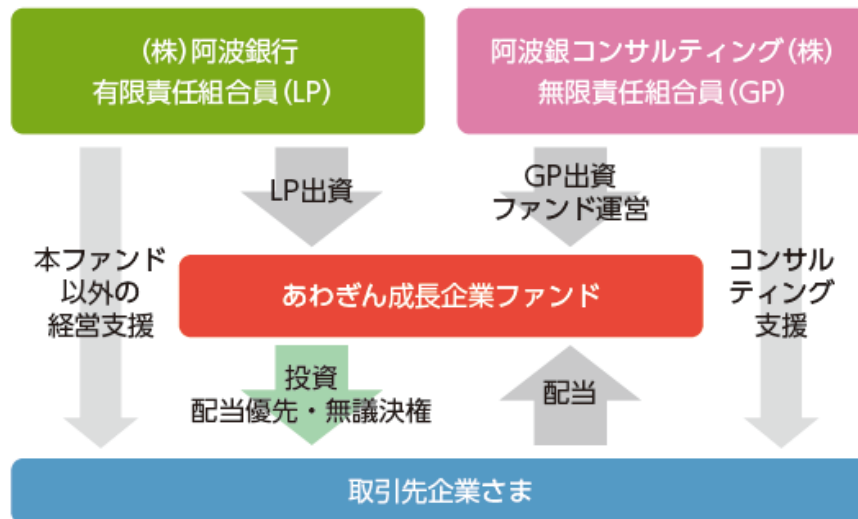 (株)阿波銀行
有限責任組合員(LP)
阿波銀コンサルティング(株)
無限責任組合員(GP)
LP出資
GP出資
ファンド運営
本ファンド
以外の
経営支援
あわぎん成長企業ファンド
コンサル
ティング
支援
投資
配当優先・無議決権
配当
取引先企業さま